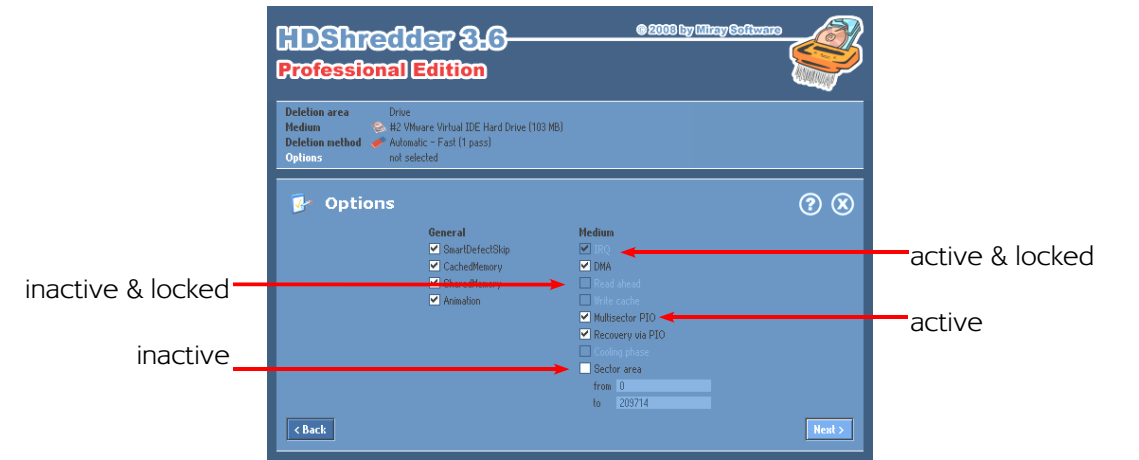 HDShredder 3.6
© 2008 by Miray Software
Professional Edition
Deletion area Drive
Medium #2 VMware Virtual IDE Hard Drive (103 MB)
Deletion method Automatic - Fast (1 pass)
Options not selected
Options
General
SmartDefectSkip
CachedMemory
SharedMemory
Animation
Medium
IRQ
DMA
Read ahead
Write cache
Multisector PIO
Recovery via PIO
Cooling phase
Sector area
from 0
to 209714
< Back
Next >
inactive & locked
inactive
active & locked
active